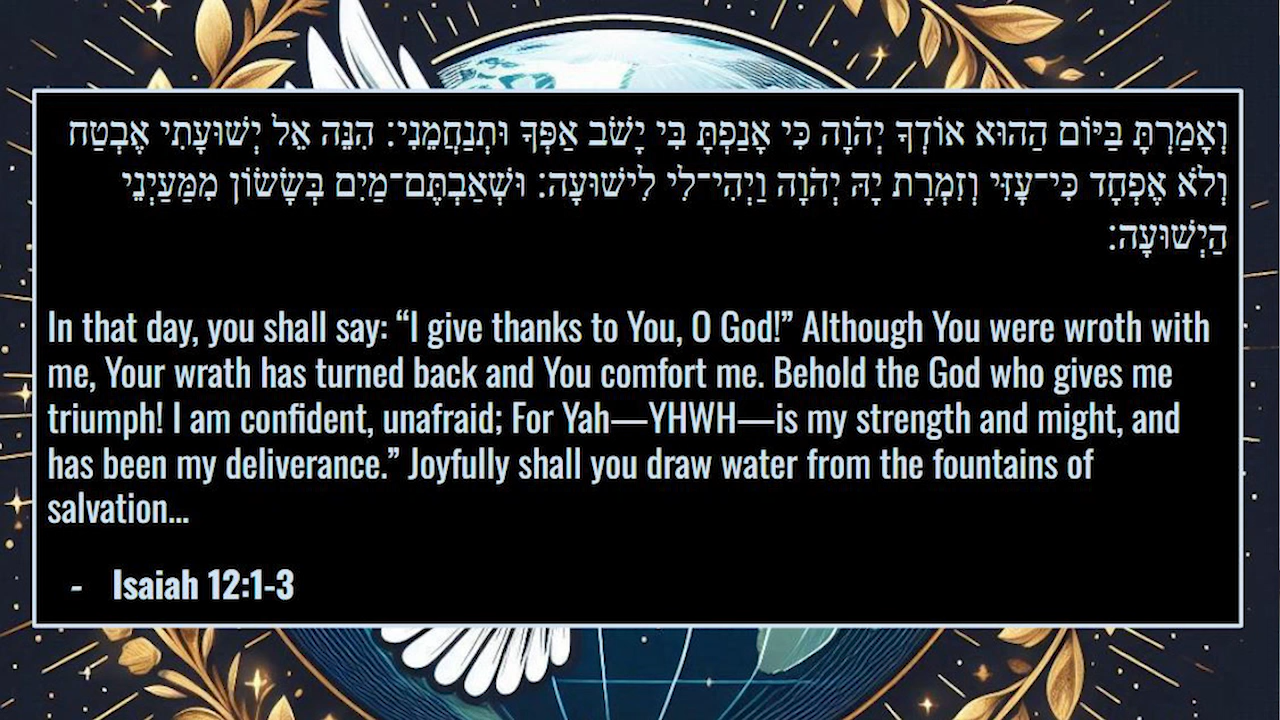 וְאָמַרְתָּ בַּיּוֹם הַהוּא אוֹדְךָ יְהֹוָה כִּי אָנַפְתָּ בִּי יָשֹׁב אַפְּךָ וּתְנַחֲמֵנִי׃ הִנֵּה אֵל יְשׁוּעָתִי אֶבְטַח
וְלֹא אֶפְחָד כִּי־עׇזִּי וְזִמְרָת יָהּ יְהֹוָה וַיְהִי־לִי לִישׁוּעָה׃ וּשְׁאַבְתֶּם־מַיִם בְּשָׂשׂוֹן מִמַּעַיְנֵי
הַיְשׁוּעָה׃
In that day, you shall say: “I give thanks to You, O God!” Although You were wroth with
me, Your wrath has turned back and You comfort me. Behold the God who gives me
triumph! I am confident, unafraid; For Yah—YHWH—is my strength and might, and
has been my deliverance.” Joyfully shall you draw water from the fountains of
salvation...
- Isaiah 12:1-3